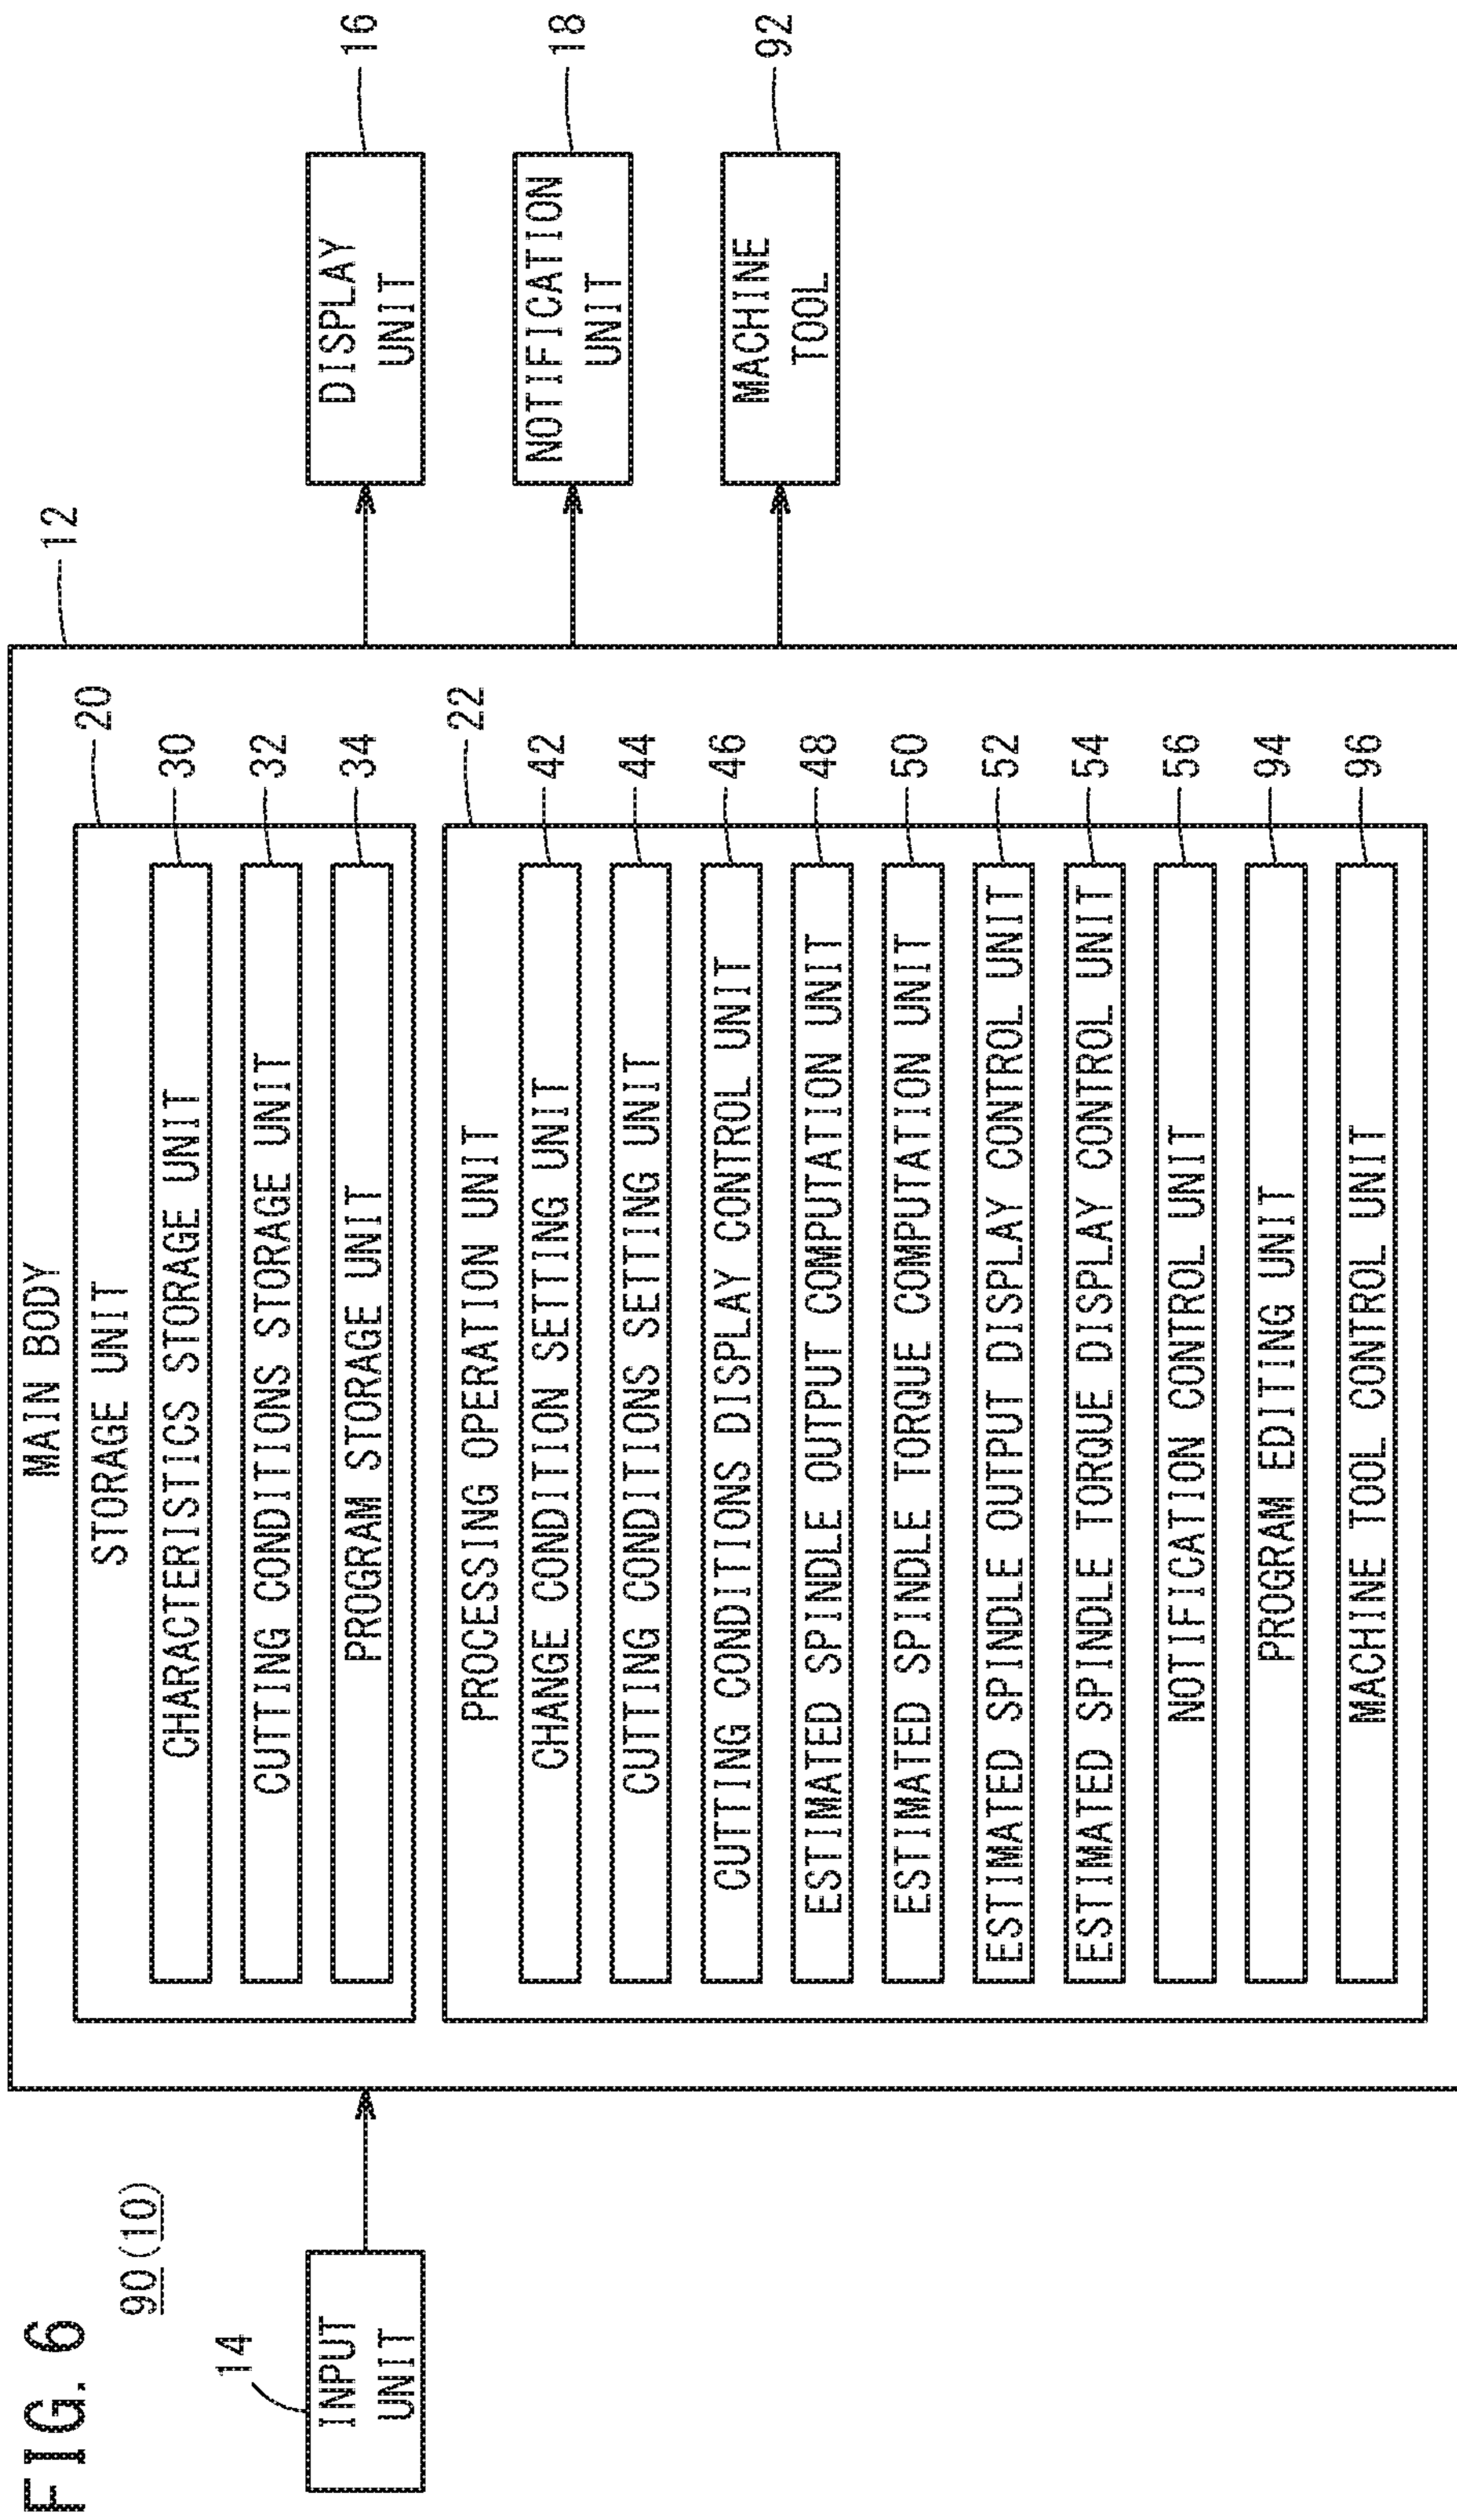 FIG. 6
90(10)
14
INPUT
UNIT
12
MAIN BODY
20
STORAGE UNIT
30
CHARACTERISTICS STORAGE UNIT
32
CUTTING CONDITIONS STORAGE UNIT
34
PROGRAM STORAGE UNIT
22
PROCESSING OPERATION UNIT
42
CHANGE CONDITION SETTING UNIT
44
CUTTING CONDITIONS SETTING UNIT
46
CUTTING CONDITIONS DISPLAY CONTROL UNIT
48
ESTIMATED SPINDLE OUTPUT COMPUTATION UNIT
50
ESTIMATED SPINDLE TORQUE COMPUTATION UNIT
52
ESTIMATED SPINDLE OUTPUT DISPLAY CONTROL UNIT
54
ESTIMATED SPINDLE TORQUE DISPLAY CONTROL UNIT
56
NOTIFICATION CONTROL UNIT
94
PROGRAM EDITING UNIT
96
MACHINE TOOL CONTROL UNIT
16
DISPLAY
UNIT
18
NOTIFICATION
UNIT
92
MACHINE
TOOL